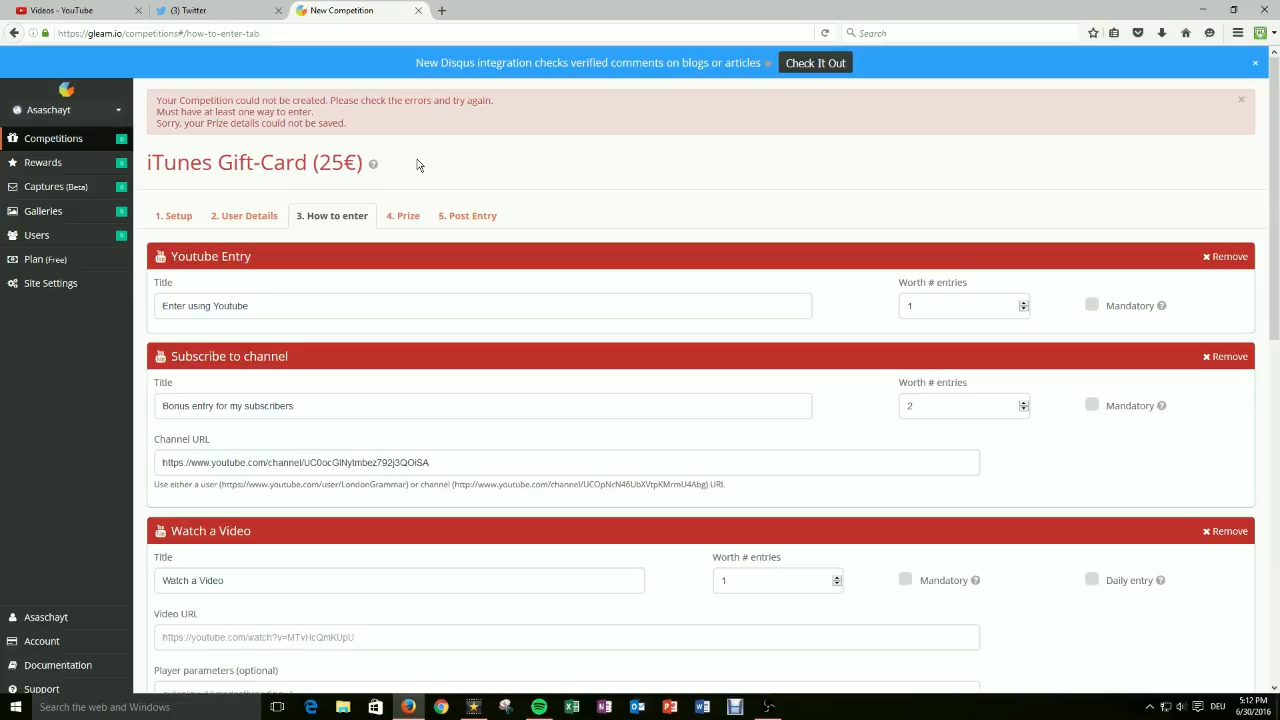 Videos - YouTube
(3) Twitter
New Competition
https://gleam.io/competitions#/how-to-enter-tab
Search
New Disqus integration checks verified comments on blogs or articles
Check It Out
Asaschayt
Competitions
Rewards
Captures (Beta)
Galleries
Users
Plan (Free)
Site Settings
Your Competition could not be created. Please check the errors and try again.
Must have at least one way to enter.
Sorry, your Prize details could not be saved.
iTunes Gift-Card (25€)
1. Setup
2. User Details
3. How to enter
4. Prize
5. Post Entry
Youtube Entry
Remove
Title
Worth # entries
Enter using Youtube
1
Mandatory
Subscribe to channel
Remove
Title
Worth # entries
Bonus entry for my subscribers
2
Mandatory
Channel URL
Use either a user (https://www.youtube.com/user/LondonGrammar) or channel (http://www.youtube.com/channel/UCOpNcN46UbXVtpKMrmU4Abg) URL
Watch a Video
Remove
Title
Worth # entries
Watch a Video
1
Mandatory
Daily entry
Video URL
https://youtube.com/watch?v=MTvHcQmKUpU
Player parameters (optional)
Asaschayt
Account
Documentation
Support
Search the web and Windows
DEU
5:12 PM
6/30/2016